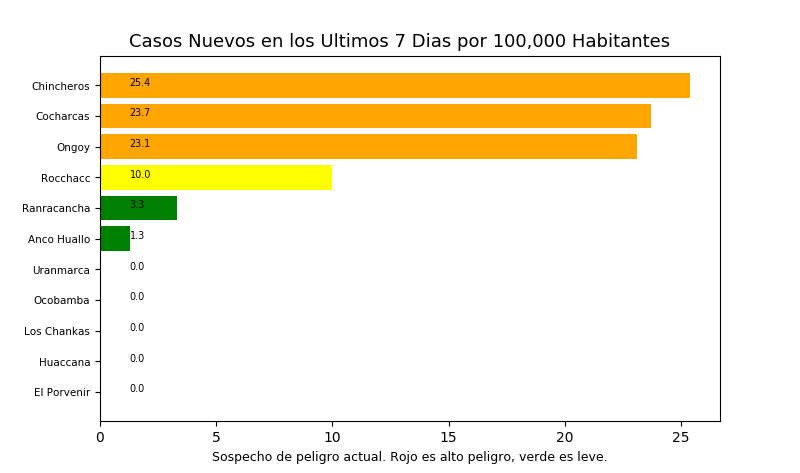 Casos Nuevos en los Ultimos 7 Dias por 100,000 Habitantes
Chincheros 25.4
Cocharcas 23.7
Ongoy 23.1
Rocchacc 10.0
Ranracancha 3.3
Anco Huallo 1.3
Uranmarca 0.0
Ocobamba 0.0
Los Chankas 0.0
Huaccana 0.0
El Porvenir 0.0
0 5 10 15 20 25
Sospecho de peligro actual. Rojo es alto peligro, verde es leve.